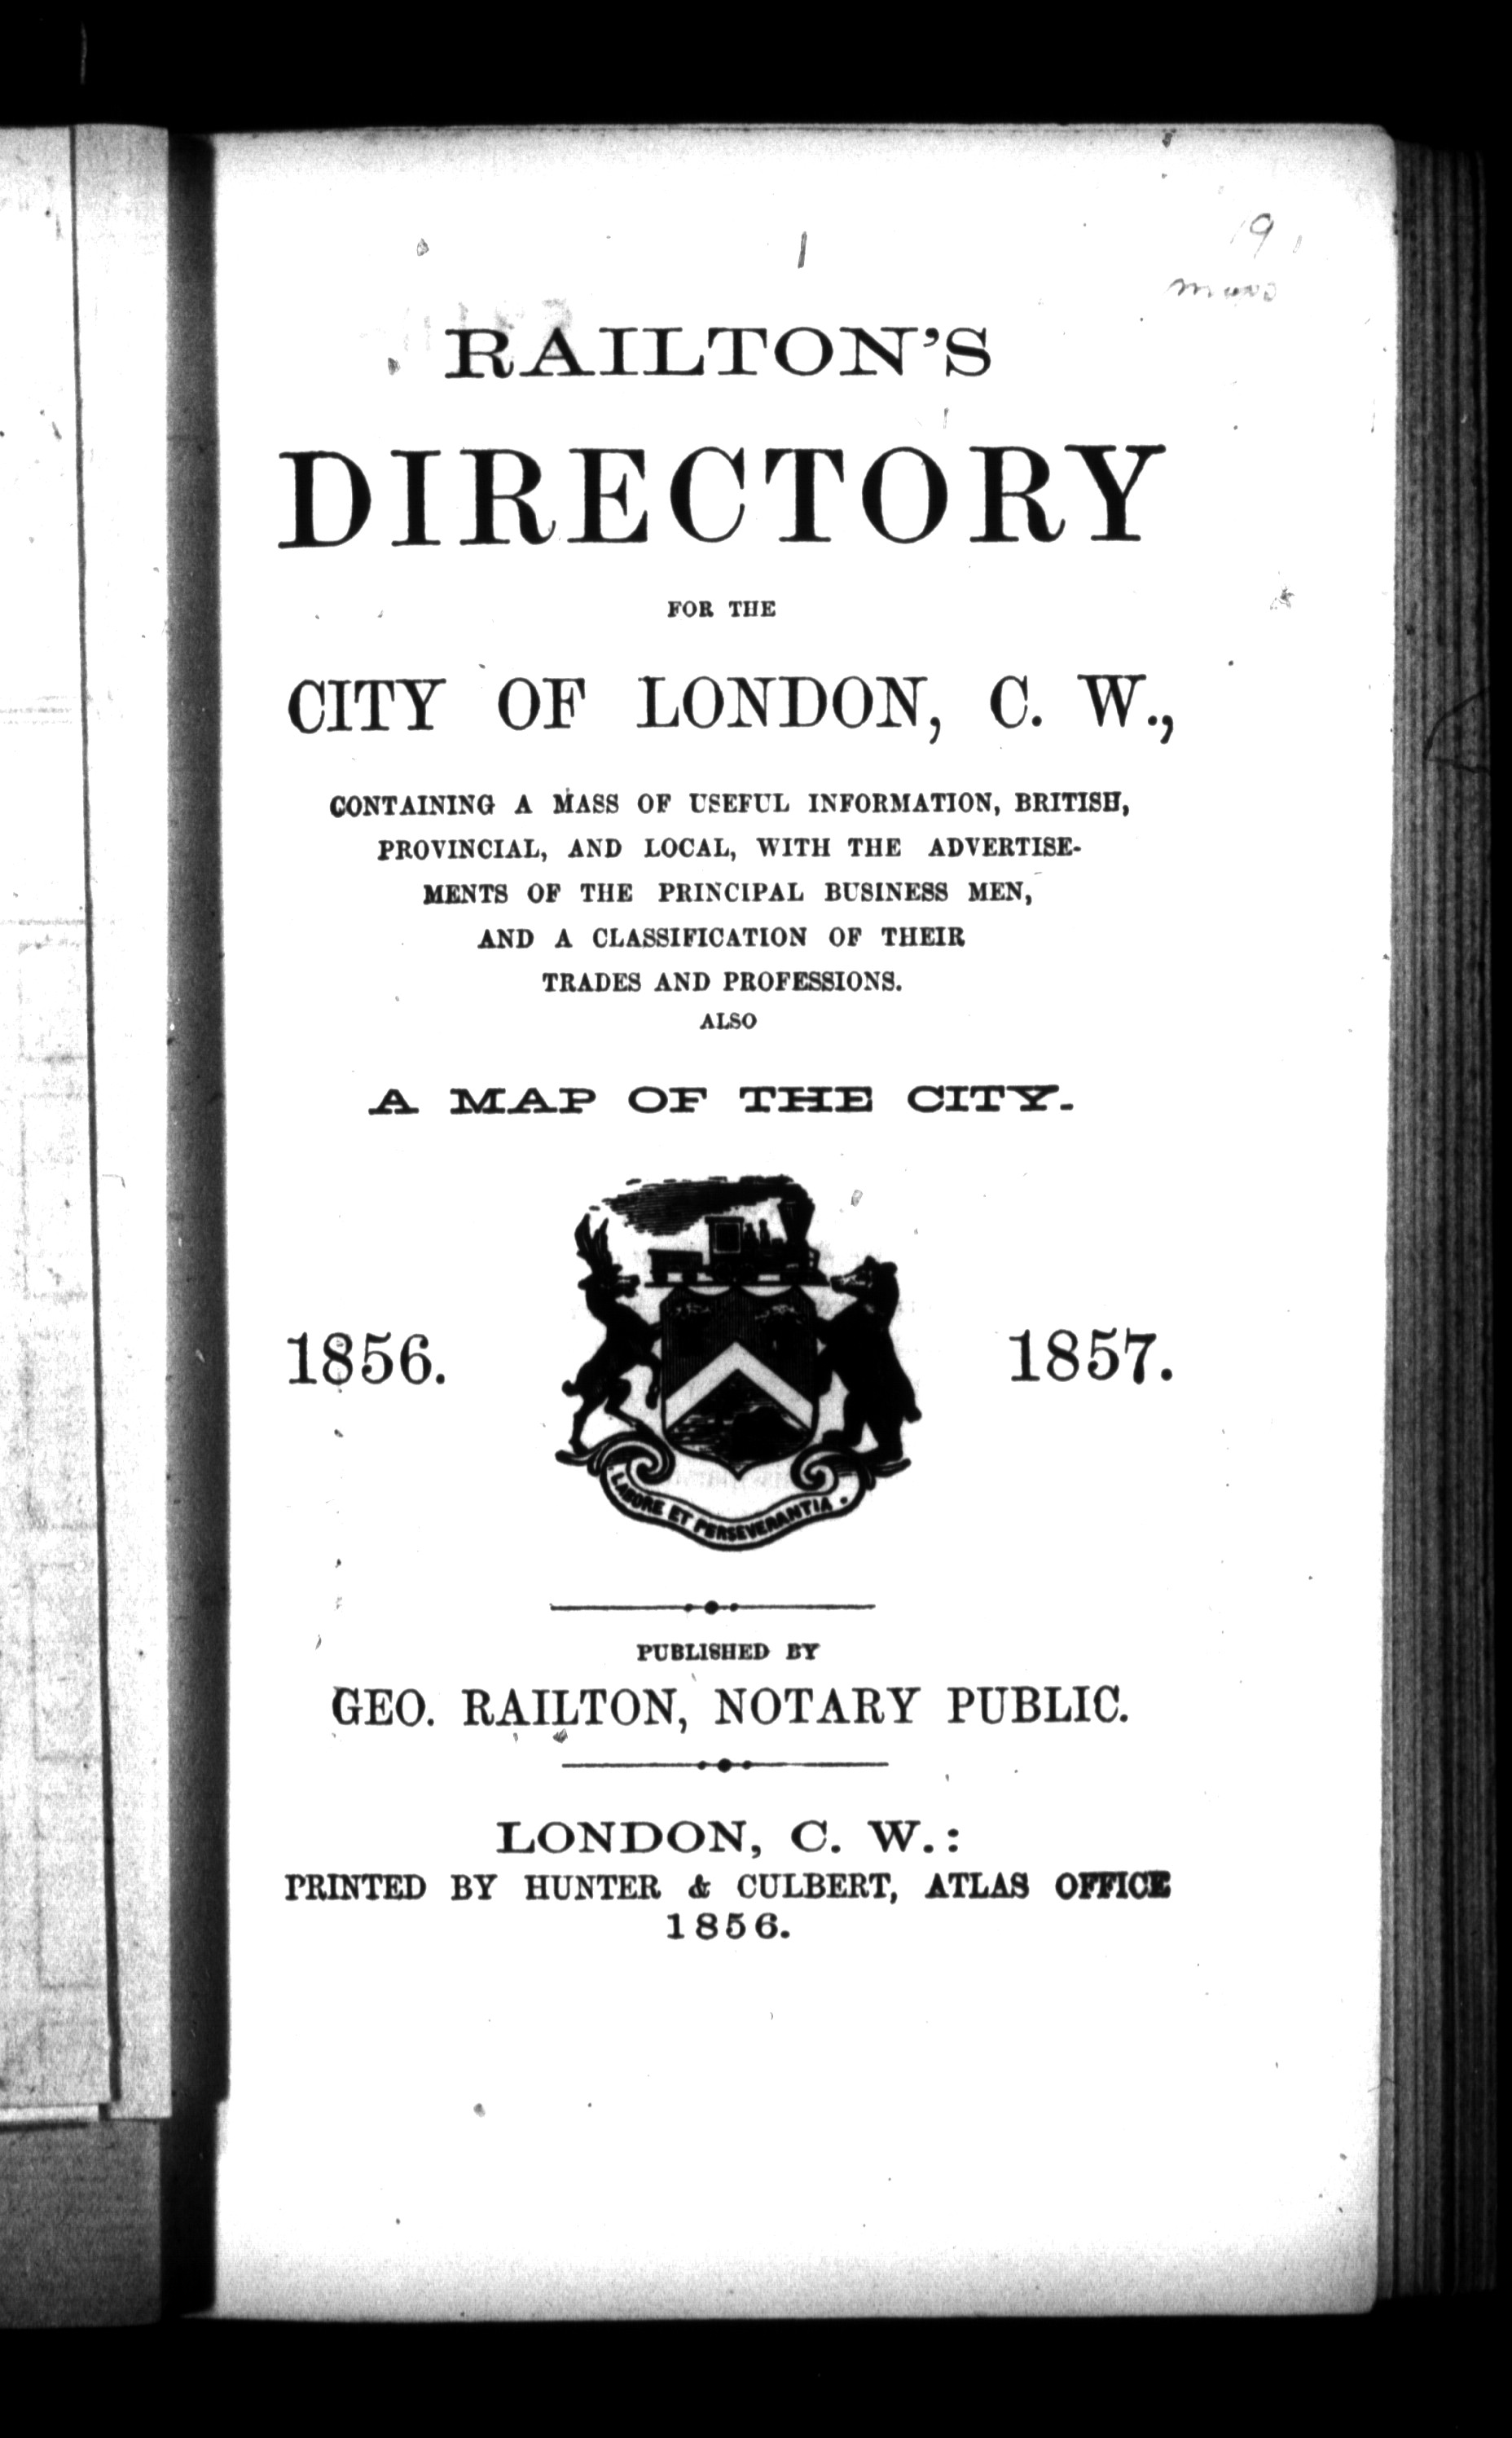 19
RAILTON'S
DIRECTORY
FOR THE
CITY OF LONDON, C. W.,
CONTAINING A MASS OF USEFUL INFORMATION, BRITISH,
PROVINCIAL, AND LOCAL, WITH THE ADVERTISE-
MENTS OF THE PRINCIPAL BUSINESS MEN,
AND A CLASSIFICATION OF THEIR
TRADES AND PROFESSIONS.
ALSO
A MAP OF THE CITY.
1856. 1857.
LABORE ET PERSEVERANTIA.
PUBLISHED BY
GEO. RAILTON, NOTARY PUBLIC.
LONDON, C. W.:
PRINTED BY HUNTER & CULBERT, ATLAS OFFICE
1856.